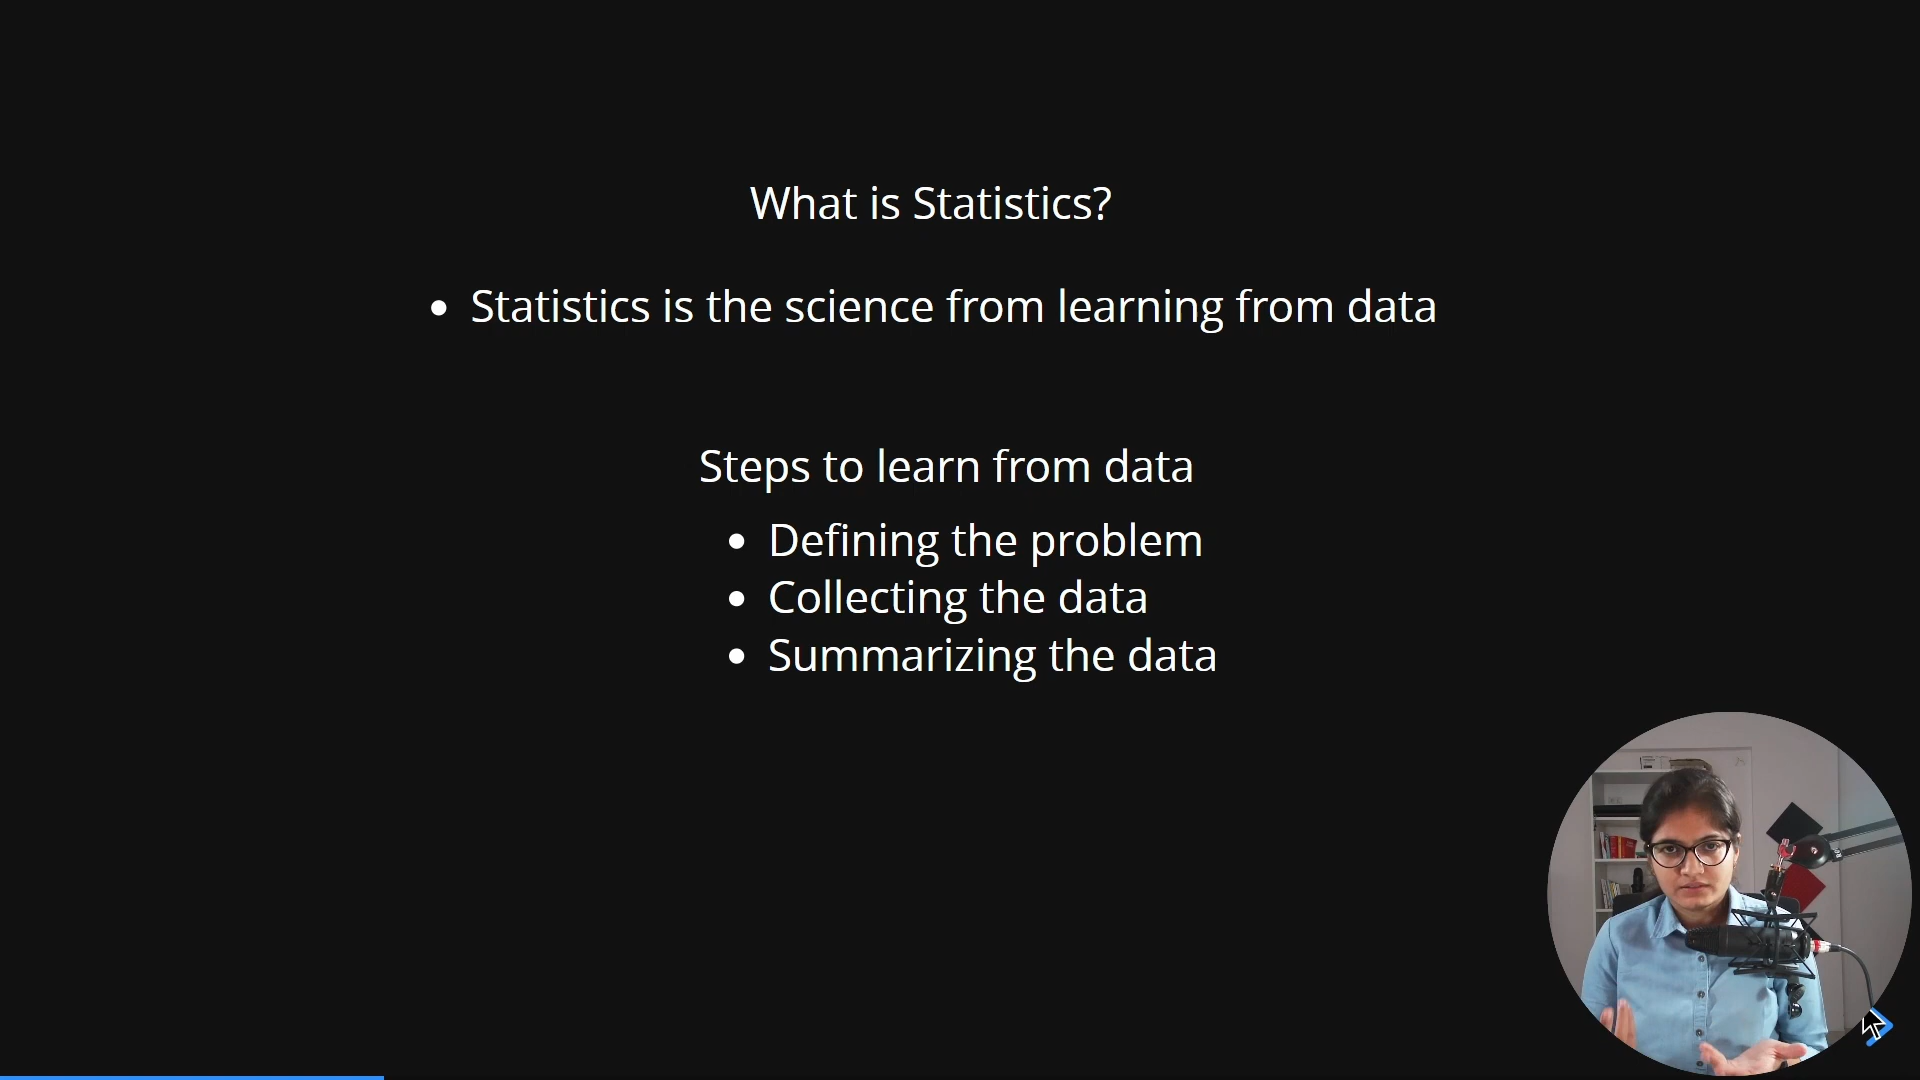 What is Statistics?
• Statistics is the science from learning from data
Steps to learn from data
• Defining the problem
• Collecting the data
• Summarizing the data